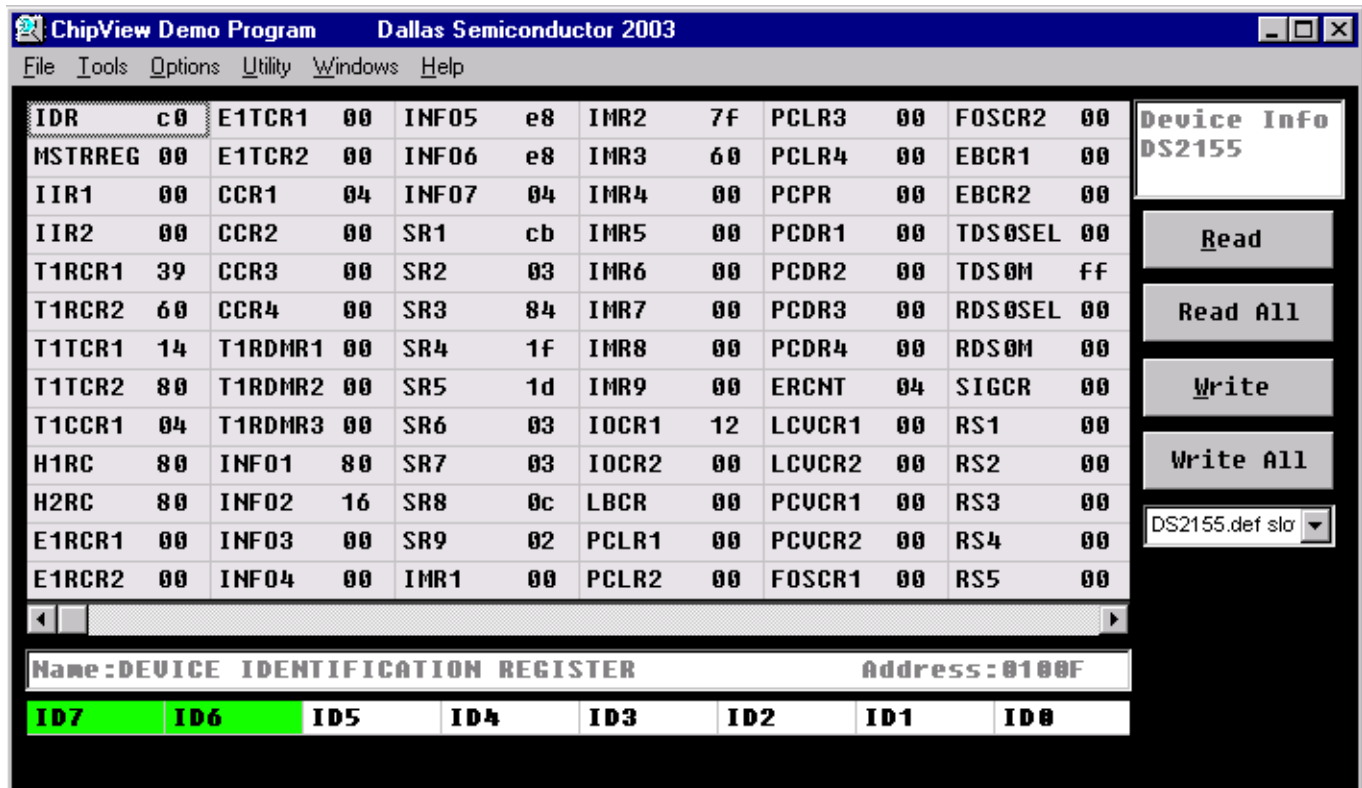 ChipView Demo Program Dallas Semiconductor 2003
File Tools Options Utility Windows Help
IDR c0 E1TCR1 00 INFO5 e8 IMR2 7f PCLR3 00 FOSCR2 00
MSTRREG 00 E1TCR2 00 INFO6 e8 IMR3 60 PCLR4 00 EBCR1 00
IIR1 00 CCR1 04 INFO7 04 IMR4 00 PCPR 00 EBCR2 00
IIR2 00 CCR2 00 SR1 cb IMR5 00 PCDR1 00 TDS0SEL 00
T1RCR1 39 CCR3 00 SR2 03 IMR6 00 PCDR2 00 TDS0M ff
T1RCR2 60 CCR4 00 SR3 84 IMR7 00 PCDR3 00 RDS0SEL 00
T1TCR1 14 T1RDMR1 00 SR4 1f IMR8 00 PCDR4 00 RDS0M 00
T1TCR2 80 T1RDMR2 00 SR5 1d IMR9 00 ERCNT 04 SIGCR 00
T1CCR1 04 T1RDMR3 00 SR6 03 IOCR1 12 LCVCR1 00 RS1 00
H1RC 80 INFO1 80 SR7 03 IOCR2 00 LCVCR2 00 RS2 00
H2RC 80 INFO2 16 SR8 0c LBCR 00 PCVCR1 00 RS3 00
E1RCR1 00 INFO3 00 SR9 02 PCLR1 00 PCVCR2 00 RS4 00
E1RCR2 00 INFO4 00 IMR1 00 PCLR2 00 FOSCR1 00 RS5 00
Device Info
DS2155
Read
Read All
Write
Write All
DS2155.def slo
Name:DEVICE IDENTIFICATION REGISTER Address:0100F
ID7 ID6 ID5 ID4 ID3 ID2 ID1 ID0